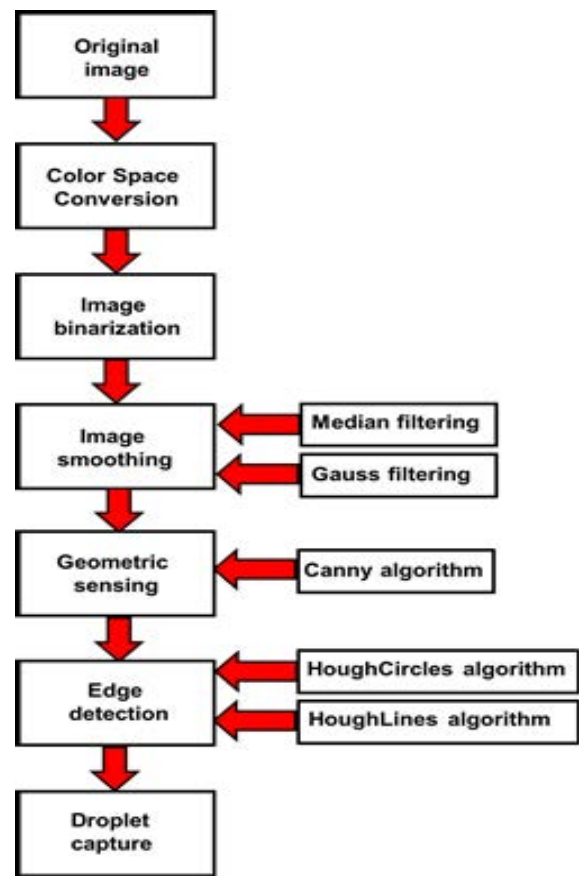 Original
image
Color Space
Conversion
Image
binarization
Image
smoothing
Median filtering
Gauss filtering
Geometric
sensing
Canny algorithm
Edge
detection
HoughCircles algorithm
HoughLines algorithm
Droplet
capture